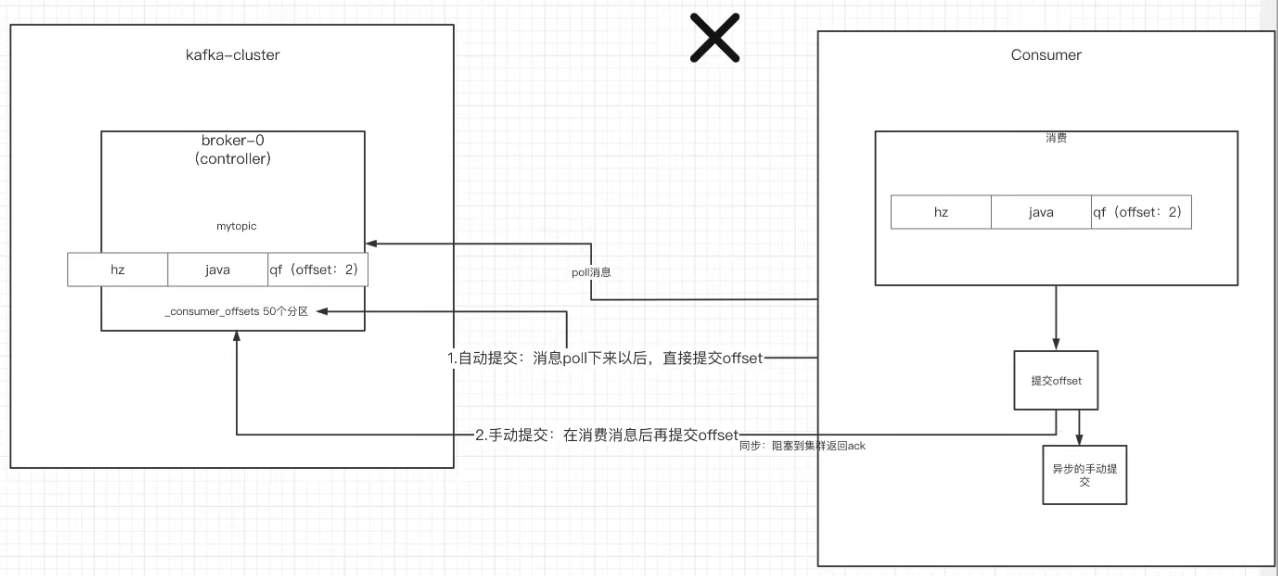 kafka-cluster
broker-0
(controller)
mytopic
hz
java
qf（offset：2）
_consumer_offsets 50个分区
poll消息
1.自动提交：消息poll下来以后，直接提交offset
2.手动提交：在消费消息后再提交offset
同步：阻塞到集群返回ack
Consumer
消费
hz
java
qf（offset：2）
提交offset
异步的手动提
交